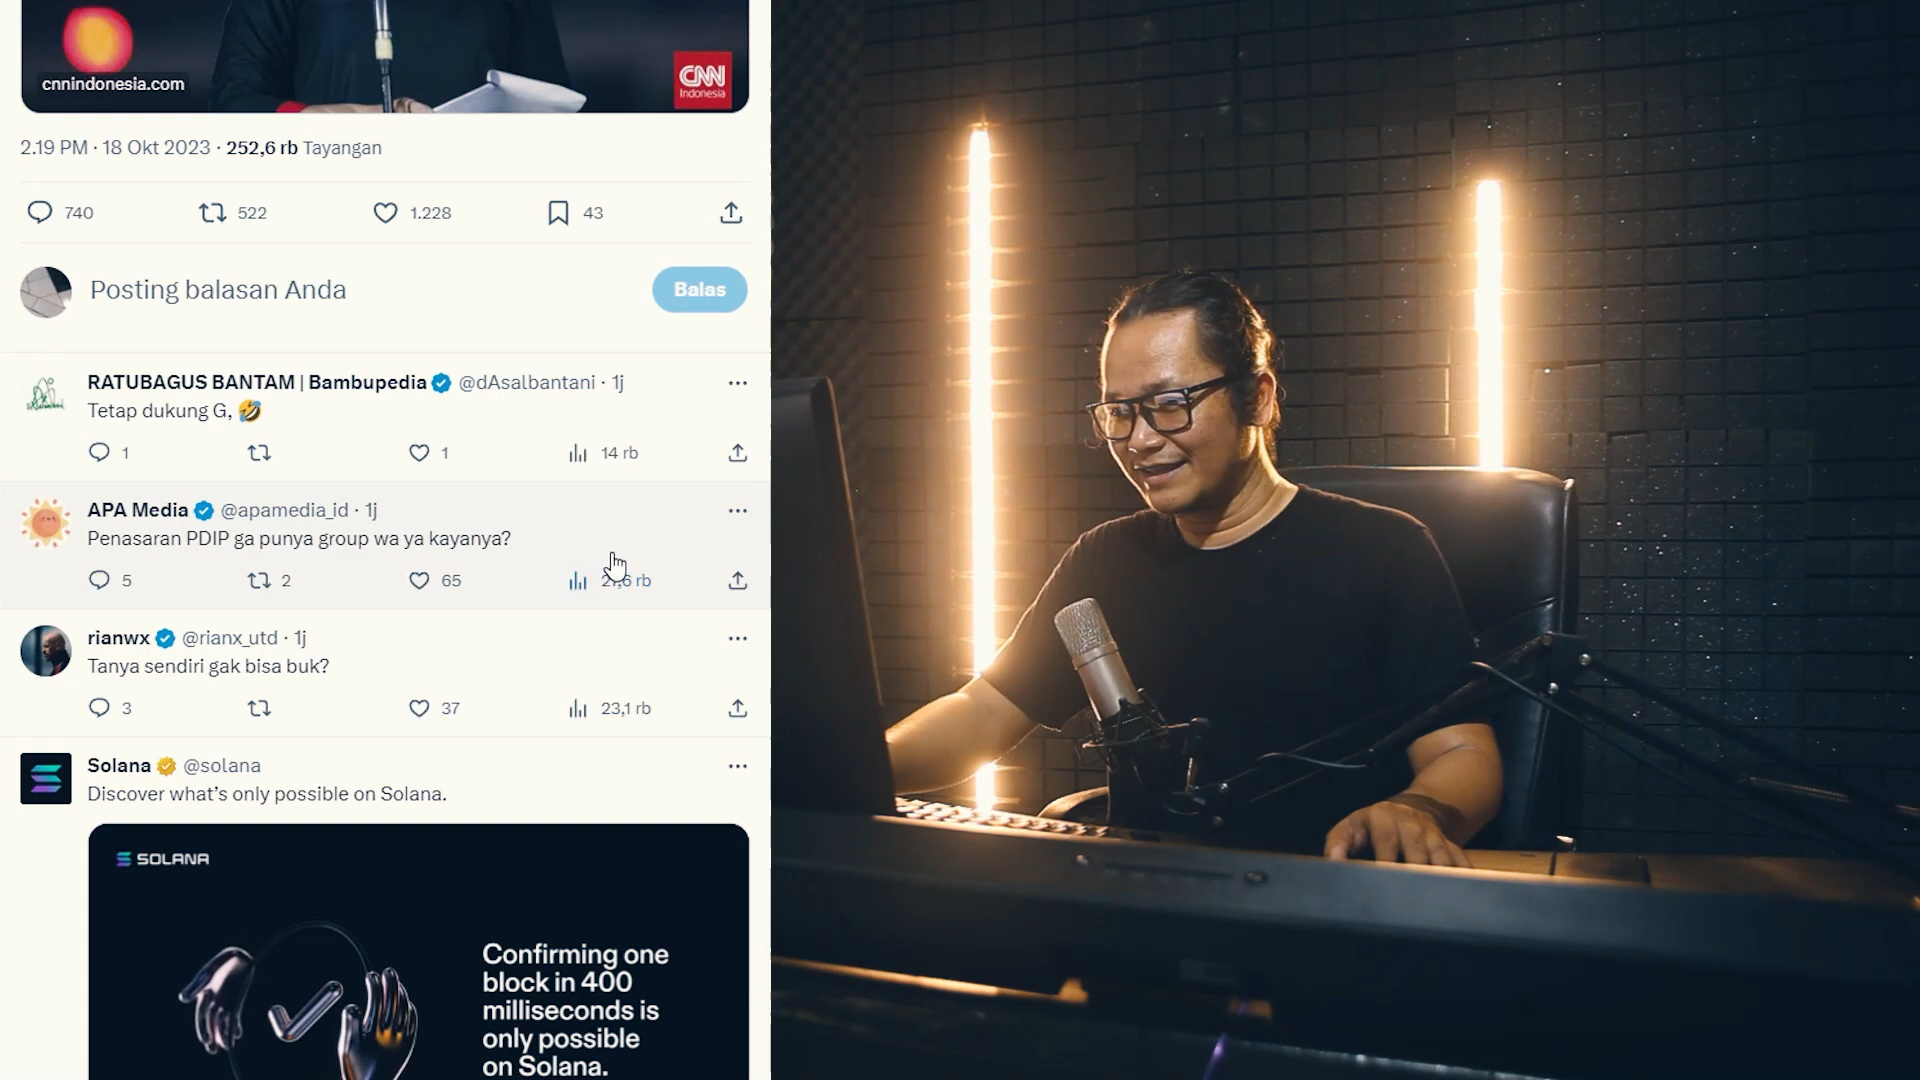 cnnindonesia.com
CNN
Indonesia
2.19 PM · 18 Okt 2023 · 252,6 rb Tayangan
740 522 1.228 43
Posting balasan Anda Balas
RATUBAGUS BANTAM | Bambupedia @dAsalbantani · 1j
Tetap dukung G, 🤣
1 1 14 rb
APA Media @apamedia_id · 1j
Penasaran PDIP ga punya group wa ya kayanya?
5 2 65 rb
rianwx @rianx_utd · 1j
Tanya sendiri gak bisa buk?
3 37 23,1 rb
Solana @solana
Discover what's only possible on Solana.
SOLANA
Confirming one
block in 400
milliseconds is
only possible
on Solana.